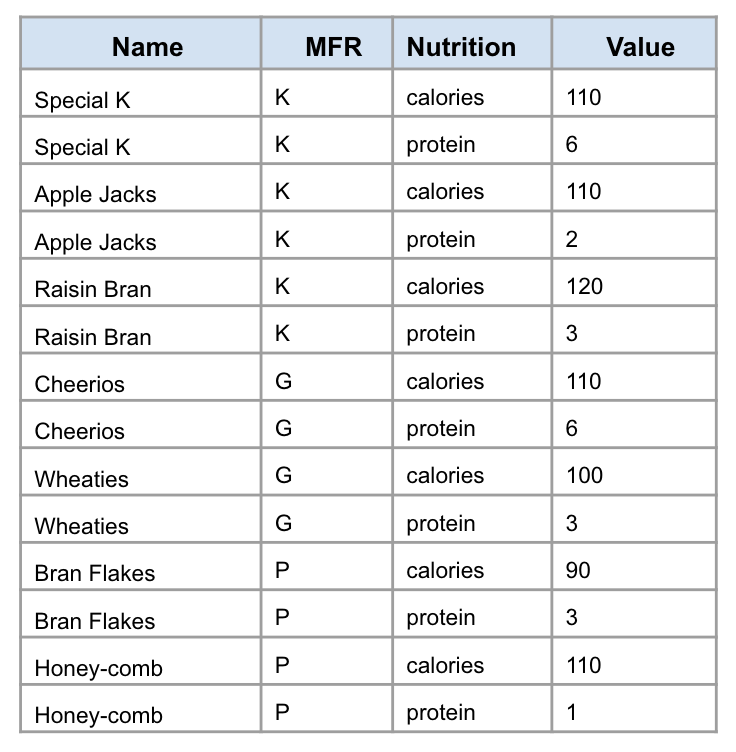 Name MFR Nutrition Value
Special K K calories 110
Special K K protein 6
Apple Jacks K calories 110
Apple Jacks K protein 2
Raisin Bran K calories 120
Raisin Bran K protein 3
Cheerios G calories 110
Cheerios G protein 6
Wheaties G calories 100
Wheaties G protein 3
Bran Flakes P calories 90
Bran Flakes P protein 3
Honey-comb P calories 110
Honey-comb P protein 1